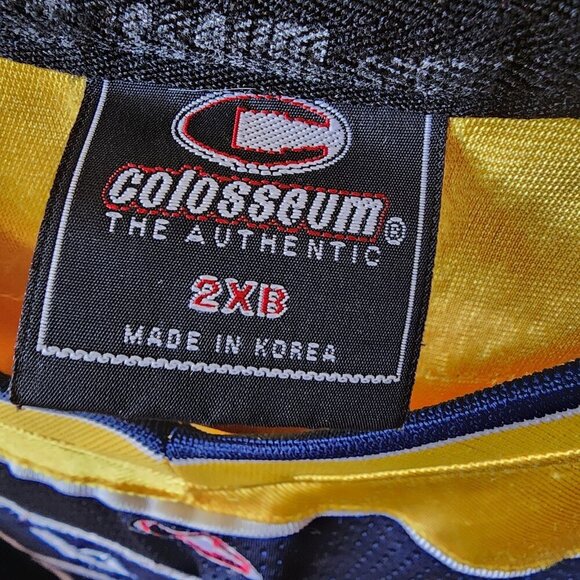 colosseum®
THE AUTHENTIC
2XB
MADE IN KOREA